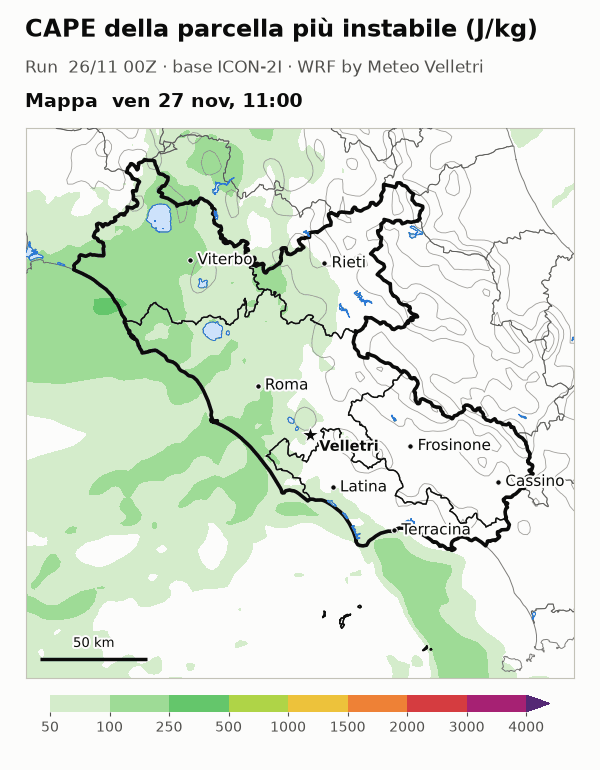 CAPE della parcella più instabile (J/kg)
Run  26/11 00Z · base ICON-2I · WRF by Meteo Velletri
Mappa  ven 27 nov, 11:00
Viterbo
Rieti
Roma
Velletri
Frosinone
Latina
Cassino
Terracina
50 km
50 100 250 500 1000 1500 2000 3000 4000